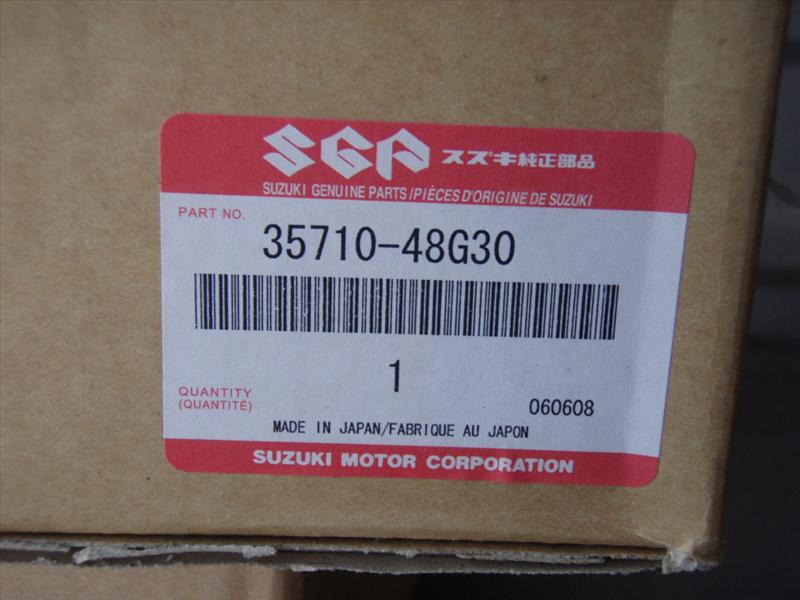 SGP スズキ純正部品
SUZUKI GENUINE PARTS/PIÈCES D'ORIGINE DE SUZUKI
PART NO.
35710-48G30
1
QUANTITY
(QUANTITÉ)
060608
MADE IN JAPAN/FABRIQUE AU JAPON
SUZUKI MOTOR CORPORATION